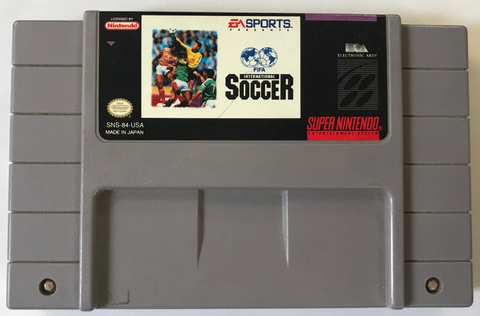 LICENSED BY
Nintendo
EA SPORTS
PRESENTS
FIFA
INTERNATIONAL
SOCCER
SNS-84-USA
MADE IN JAPAN
ELECTRONIC ARTS
SUPER NINTENDO
ENTERTAINMENT SYSTEM